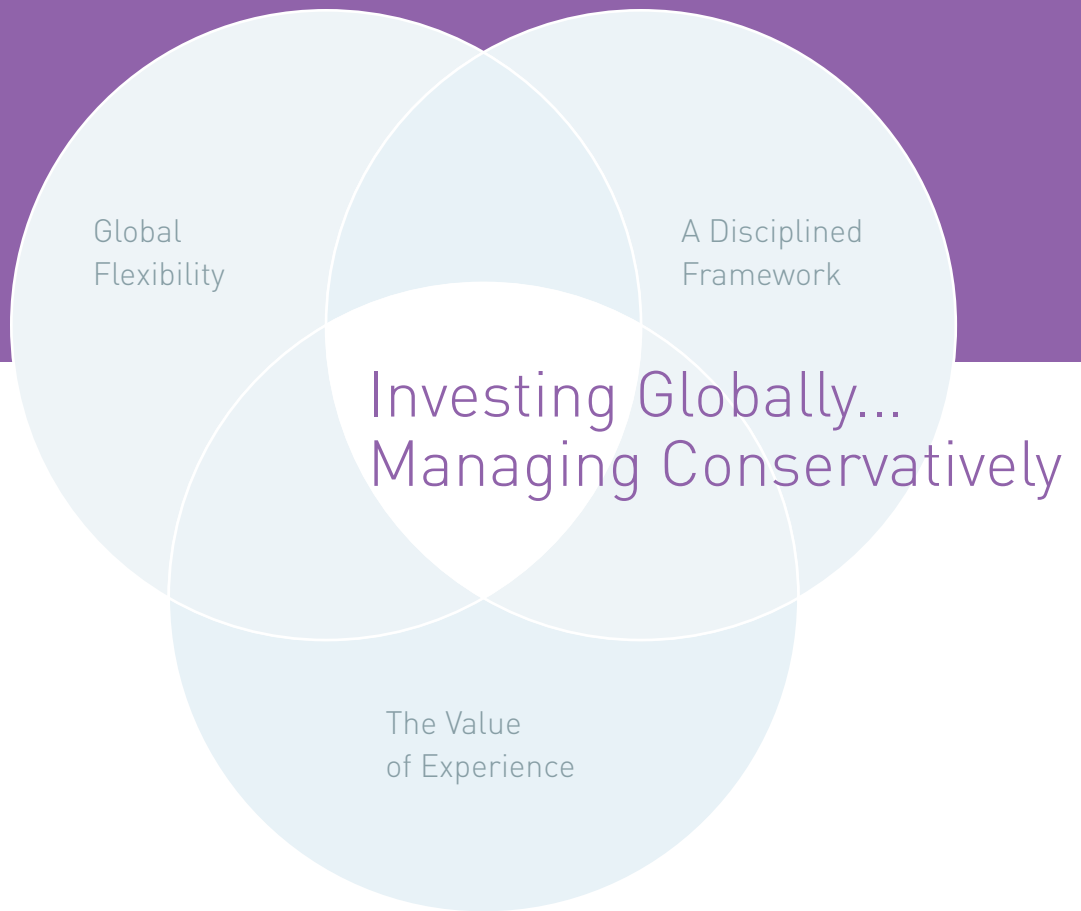 Global
Flexibility
A Disciplined
Framework
Investing Globally...
Managing Conservatively
The Value
of Experience